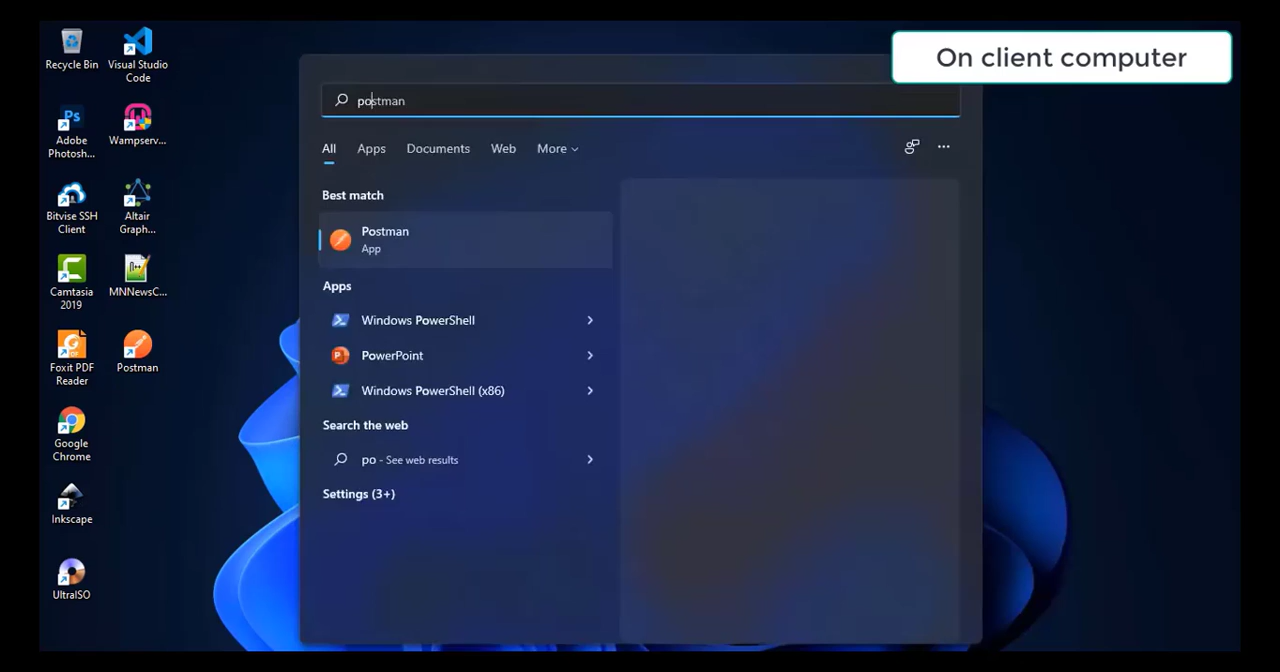 On client computer
Recycle Bin
Visual Studio
Code
Adobe
Photosh...
Wampserv...
Bitvise SSH
Client
Altair
Graph...
Camtasia
2019
MNNewsC...
Foxit PDF
Reader
Postman
Google
Chrome
Inkscape
UltraISO
postman
All Apps Documents Web More
Best match
Postman
App
Apps
Windows PowerShell
PowerPoint
Windows PowerShell (x86)
Search the web
po - See web results
Settings (3+)